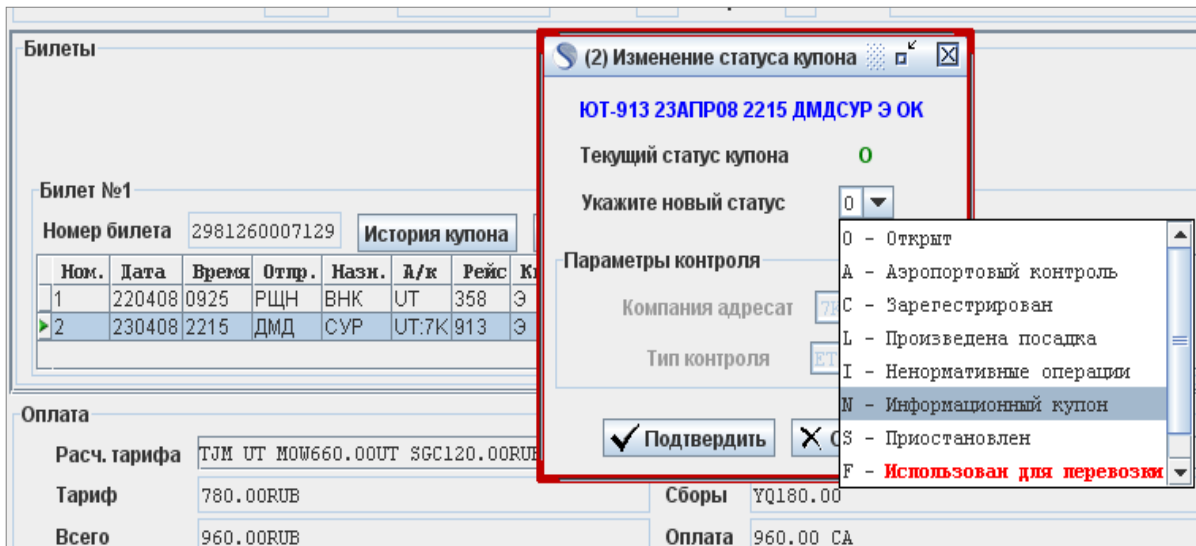 Билеты
(2) Изменение статуса купона
ЮТ-913 23АПР08 2215 ДМДСУР Э ОК
Текущий статус купона O
Билет №1
Укажите новый статус O
Номер билета 2981260007129 История купона
O - Открыт
Ном. Дата Время Отпр. Назн. А/к Рейс
A - Аэропортовый контроль
Параметры контроля
1 220408 0925 РЩН ВНК UT 358 Э
Компания адресат 7K
C - Зарегестрирован
2 230408 2215 ДМД СУР UT:7K 913 Э
L - Произведена посадка
Тип контроля ET
I - Ненормативные операции
N - Информационный купон
Оплата
Подтвердить
S - Приостановлен
Расч. тарифа TJM UT MOW660.00UT SGC120.00RUB
F - Использован для перевозки
Тариф 780.00RUB Сборы YQ180.00
Всего 960.00RUB Оплата 960.00 CA